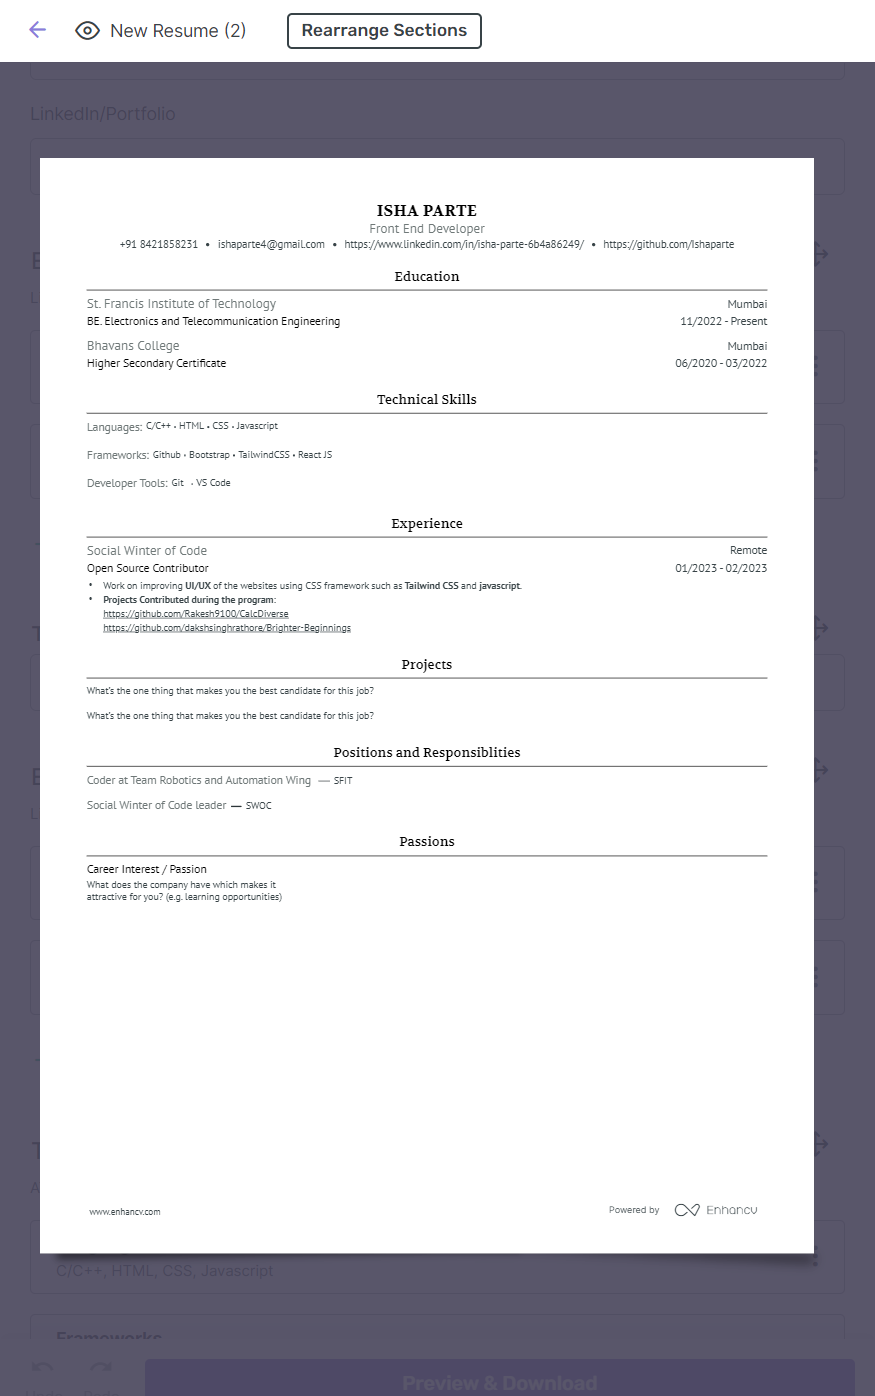 New Resume (2)
Rearrange Sections
LinkedIn/Portfolio
ISHA PARTE
Front End Developer
+91 8421858231 • ishaparte4@gmail.com • https://www.linkedin.com/in/isha-parte-6b4a86249/ • https://github.com/Ishaparte
Education
St. Francis Institute of Technology Mumbai
BE. Electronics and Telecommunication Engineering 11/2022 - Present
Bhavans College Mumbai
Higher Secondary Certificate 06/2020 - 03/2022
Technical Skills
Languages: C/C++ • HTML • CSS • Javascript
Frameworks: Github • Bootstrap • TailwindCSS • React JS
Developer Tools: Git • VS Code
Experience
Social Winter of Code Remote
Open Source Contributor 01/2023 - 02/2023
• Work on improving UI/UX of the websites using CSS framework such as Tailwind CSS and javascript.
• Projects Contributed during the program:
https://github.com/Rakesh9100/CalcDiverse
https://github.com/dakshsinghrathore/Brighter-Beginnings
Projects
What's the one thing that makes you the best candidate for this job?
What's the one thing that makes you the best candidate for this job?
Positions and Responsiblities
Coder at Team Robotics and Automation Wing — SFIT
Social Winter of Code leader — SWOC
Passions
Career Interest / Passion
What does the company have which makes it
attractive for you? (e.g. learning opportunities)
www.enhancv.com Powered by Enhancv
C/C++, HTML, CSS, Javascript
Frameworks
Preview & Download